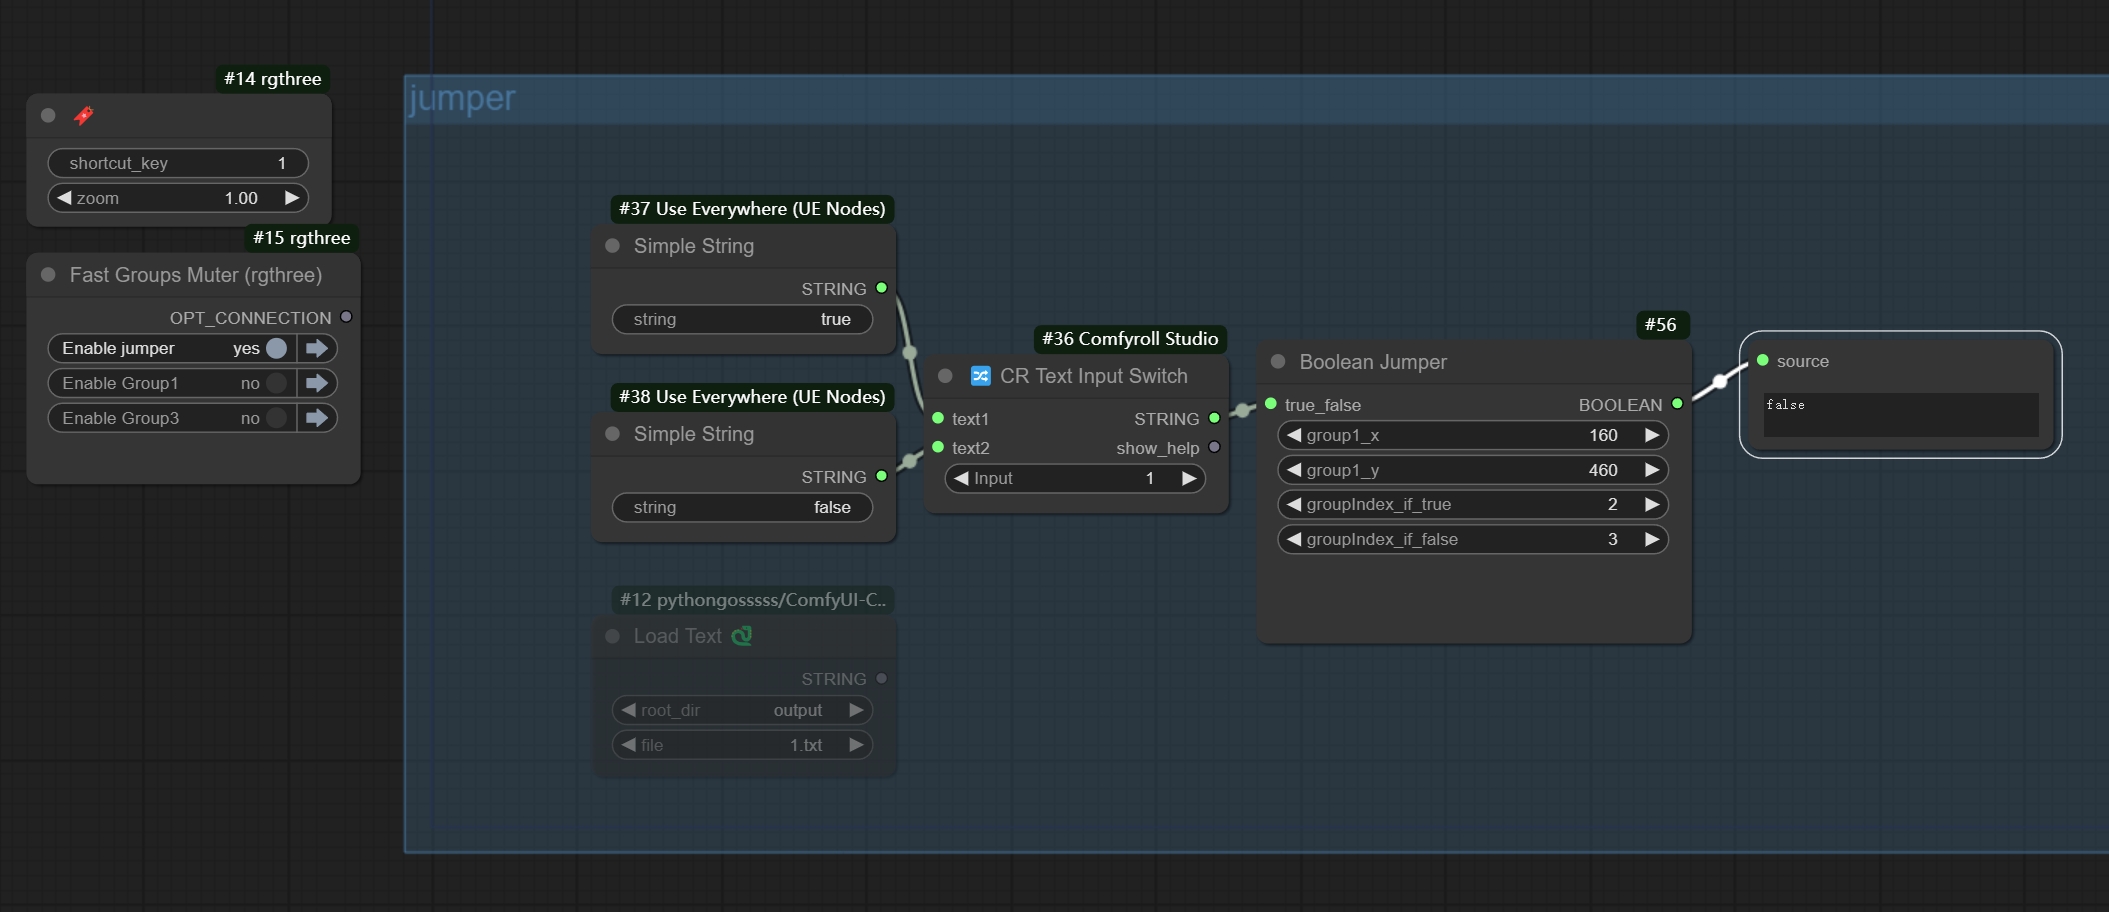 #14 rgthree
shortcut_key 1
zoom 1.00
#15 rgthree
Fast Groups Muter (rgthree)
OPT_CONNECTION
Enable jumper yes
Enable Group1 no
Enable Group3 no
jumper
#37 Use Everywhere (UE Nodes)
Simple String
STRING
string true
#38 Use Everywhere (UE Nodes)
Simple String
STRING
string false
#12 pythongosssss/ComfyUI-C..
Load Text
STRING
root_dir output
file 1.txt
#36 Comfyroll Studio
CR Text Input Switch
text1 STRING
text2 show_help
Input 1
#56
Boolean Jumper
true_false BOOLEAN
group1_x 160
group1_y 460
groupIndex_if_true 2
groupIndex_if_false 3
source
false